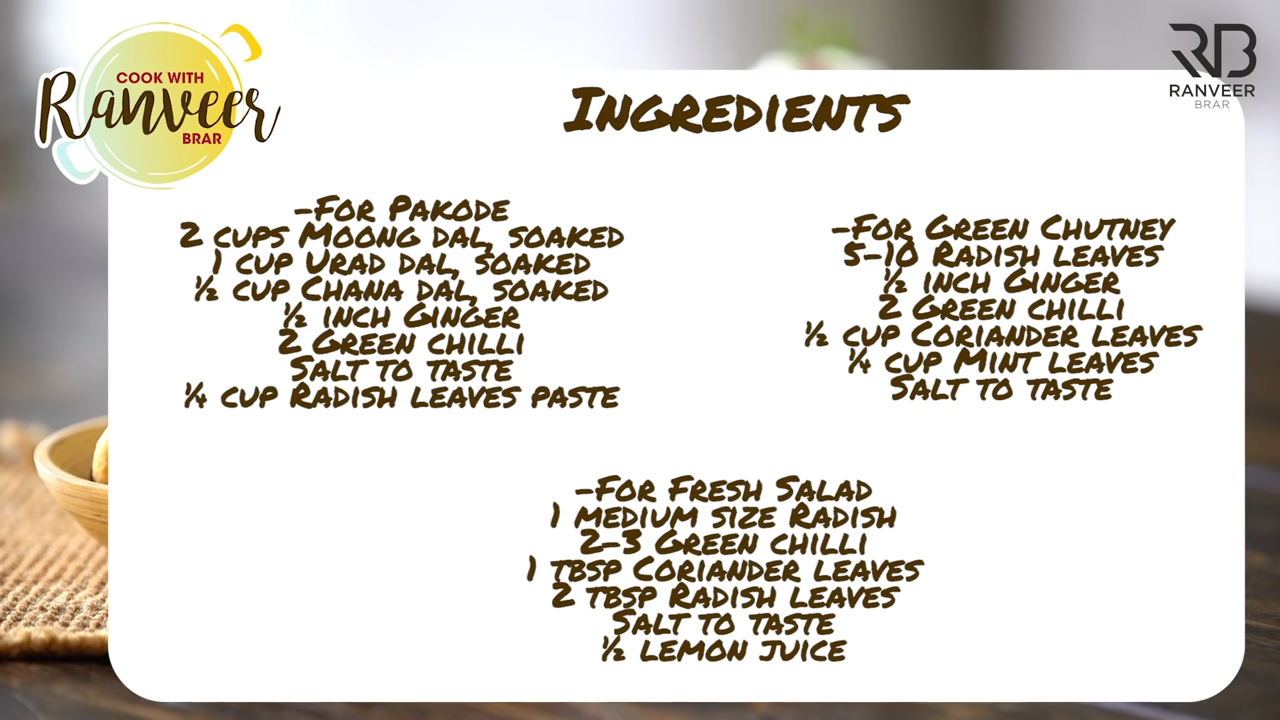 COOK WITH
Ranveer
BRAR
RB
RANVEER
BRAR
INGREDIENTS
-FOR PAKODE
2 CUPS MOONG DAL, SOAKED
1 CUP URAD DAL, SOAKED
½ CUP CHANA DAL, SOAKED
½ INCH GINGER
2 GREEN CHILLI
SALT TO TASTE
¼ CUP RADISH LEAVES PASTE
-FOR GREEN CHUTNEY
5-10 RADISH LEAVES
½ INCH GINGER
2 GREEN CHILLI
½ CUP CORIANDER LEAVES
¼ CUP MINT LEAVES
SALT TO TASTE
-FOR FRESH SALAD
1 MEDIUM SIZE RADISH
2-3 GREEN CHILLI
1 TBSP CORIANDER LEAVES
2 TBSP RADISH LEAVES
SALT TO TASTE
½ LEMON JUICE